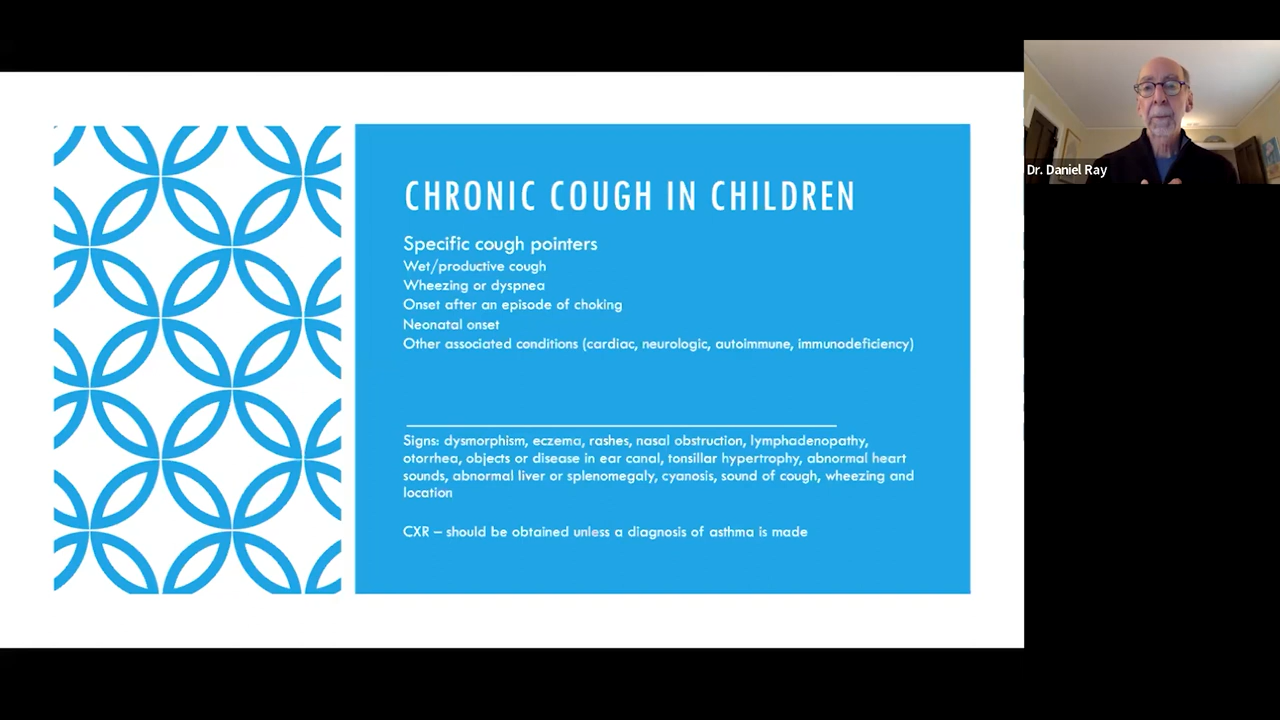 CHRONIC COUGH IN CHILDREN
Specific cough pointers
Wet/productive cough
Wheezing or dyspnea
Onset after an episode of choking
Neonatal onset
Other associated conditions (cardiac, neurologic, autoimmune, immunodeficiency)
Signs: dysmorphism, eczema, rashes, nasal obstruction, lymphadenopathy,
otorrhea, objects or disease in ear canal, tonsillar hypertrophy, abnormal heart
sounds, abnormal liver or splenomegaly, cyanosis, sound of cough, wheezing and
location
CXR – should be obtained unless a diagnosis of asthma is made
Dr. Daniel Ray